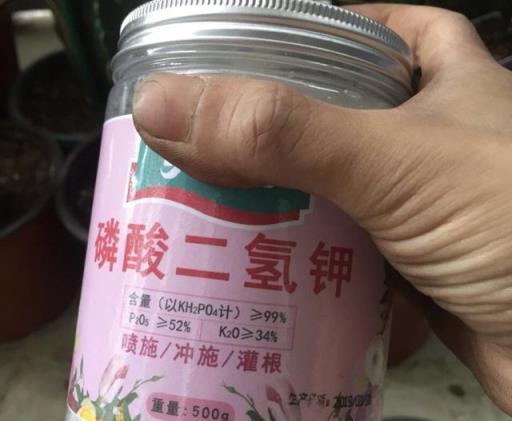 磷酸二氢钾
含量（以KH₂PO₄计）≥99%
P₂O₅ ≥52% K₂O≥34%
喷施/冲施/灌根
重量：500g